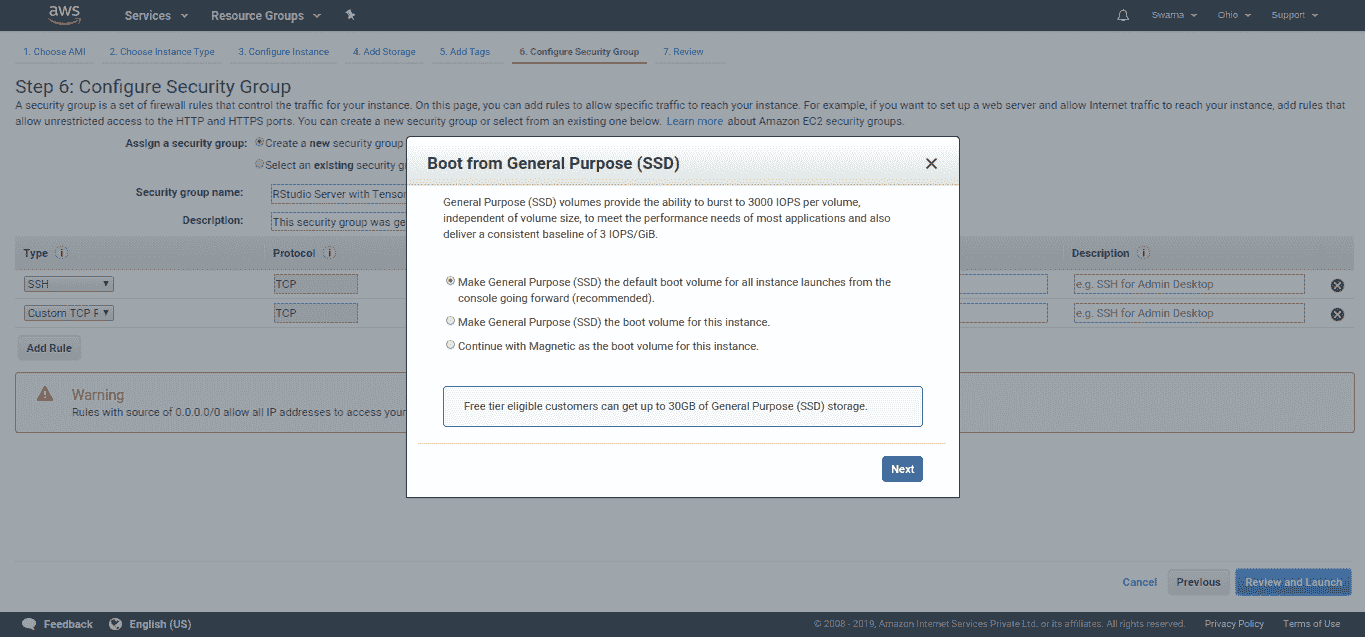 aws
Services
Resource Groups
Swarna
Ohio
Support
1. Choose AMI
2. Choose Instance Type
3. Configure Instance
4. Add Storage
5. Add Tags
6. Configure Security Group
7. Review
Step 6: Configure Security Group
A security group is a set of firewall rules that control the traffic for your instance. On this page, you can add rules to allow specific traffic to reach your instance. For example, if you want to set up a web server and allow Internet traffic to reach your instance, add rules that
allow unrestricted access to the HTTP and HTTPS ports. You can create a new security group or select from an existing one below. Learn more about Amazon EC2 security groups.
Assign a security group:
Create a new security group
Select an existing security g
Security group name:
RStudio Server with Tensor
Description:
This security group was ge
Type
Protocol
Description
SSH
TCP
e.g. SSH for Admin Desktop
Custom TCP F
TCP
e.g. SSH for Admin Desktop
Add Rule
Warning
Rules with source of 0.0.0.0/0 allow all IP addresses to access your
Boot from General Purpose (SSD)
General Purpose (SSD) volumes provide the ability to burst to 3000 IOPS per volume,
independent of volume size, to meet the performance needs of most applications and also
deliver a consistent baseline of 3 IOPS/GiB.
Make General Purpose (SSD) the default boot volume for all instance launches from the
console going forward (recommended).
Make General Purpose (SSD) the boot volume for this instance.
Continue with Magnetic as the boot volume for this instance.
Free tier eligible customers can get up to 30GB of General Purpose (SSD) storage.
Next
Cancel
Previous
Review and Launch
Feedback
English (US)
© 2008 - 2019, Amazon Internet Services Private Ltd. or its affiliates. All rights reserved.
Privacy Policy
Terms of Use